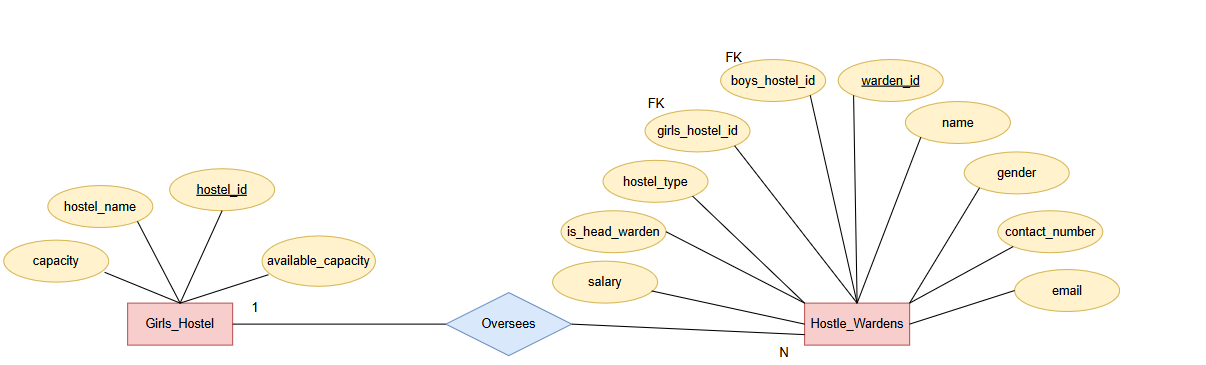 FK
boys_hostel_id
warden_id
FK
name
girls_hostel_id
gender
hostel_type
hostel_id
hostel_name
is_head_warden
contact_number
capacity
available_capacity
salary
email
1
Girls_Hostel
Oversees
Hostle_Wardens
N